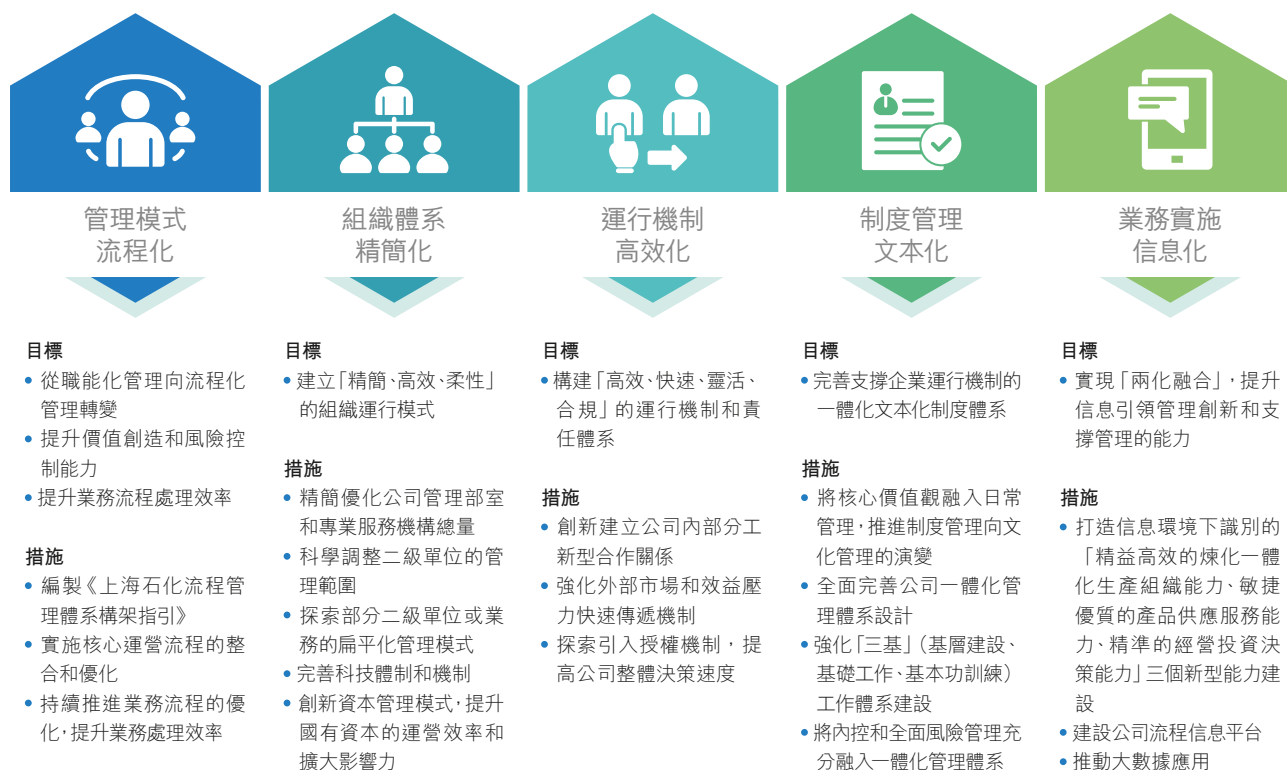 管理模式
流程化
目標
• 從職能化管理向流程化
管理轉變
• 提升價值創造和風險控
制能力
• 提升業務流程處理效率
措施
• 編製《上海石化流程管
理體系構架指引》
• 實施核心運營流程的整
合和優化
• 持續推進業務流程的優
化，提升業務處理效率
組織體系
精簡化
目標
• 建立「精簡、高效、柔性」
的組織運行模式
措施
• 精簡優化公司管理部室
和專業服務機構總量
• 科學調整二級單位的管
理範圍
• 探索部分二級單位或業
務的扁平化管理模式
• 完善科技體制和機制
• 創新資本管理模式，提升
國有資本的運營效率和
擴大影響力
運行機制
高效化
目標
• 構建「高效、快速、靈活、
合規」的運行機制和責
任體系
措施
• 創新建立公司內部分工
新型合作關係
• 強化外部市場和效益壓
力快速傳遞機制
• 探索引入授權機制，提
高公司整體決策速度
制度管理
文本化
目標
• 完善支撐企業運行機制的
一體化文本化制度體系
措施
• 將核心價值觀融入日常
管理，推進制度管理向文
化管理的演變
• 全面完善公司一體化管
理體系設計
• 強化「三基」（基層建設、
基礎工作、基本功訓練）
工作體系建設
• 將內控和全面風險管理充
分融入一體化管理體系
業務實施
信息化
目標
• 實現「兩化融合」，提升
信息引領管理創新和支
撐管理的能力
措施
• 打造信息環境下識別的
「精益高效的煉化一體
化生產組織能力、敏捷
優質的產品供應服務能
力、精準的經營投資決
策能力」三個新型能力建
設
• 建設公司流程信息平台
• 推動大數據應用